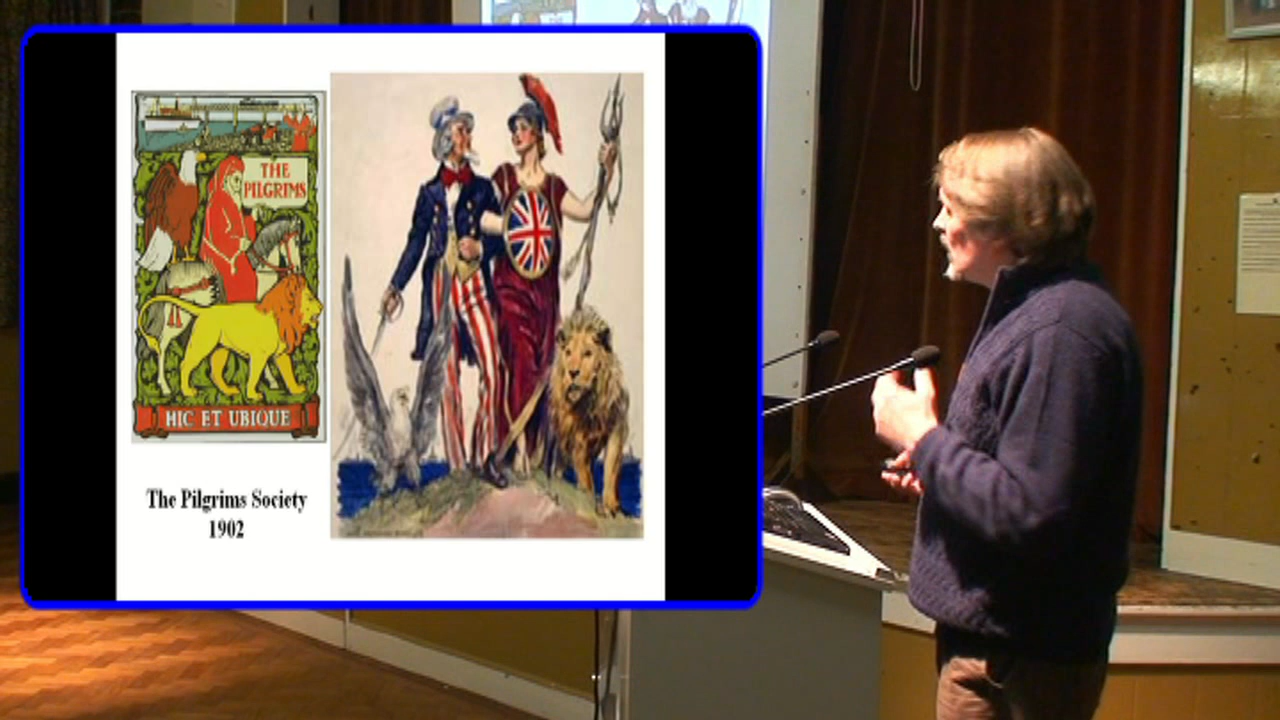 THE
PILGRIMS
HIC ET UBIQUE
The Pilgrims Society
1902